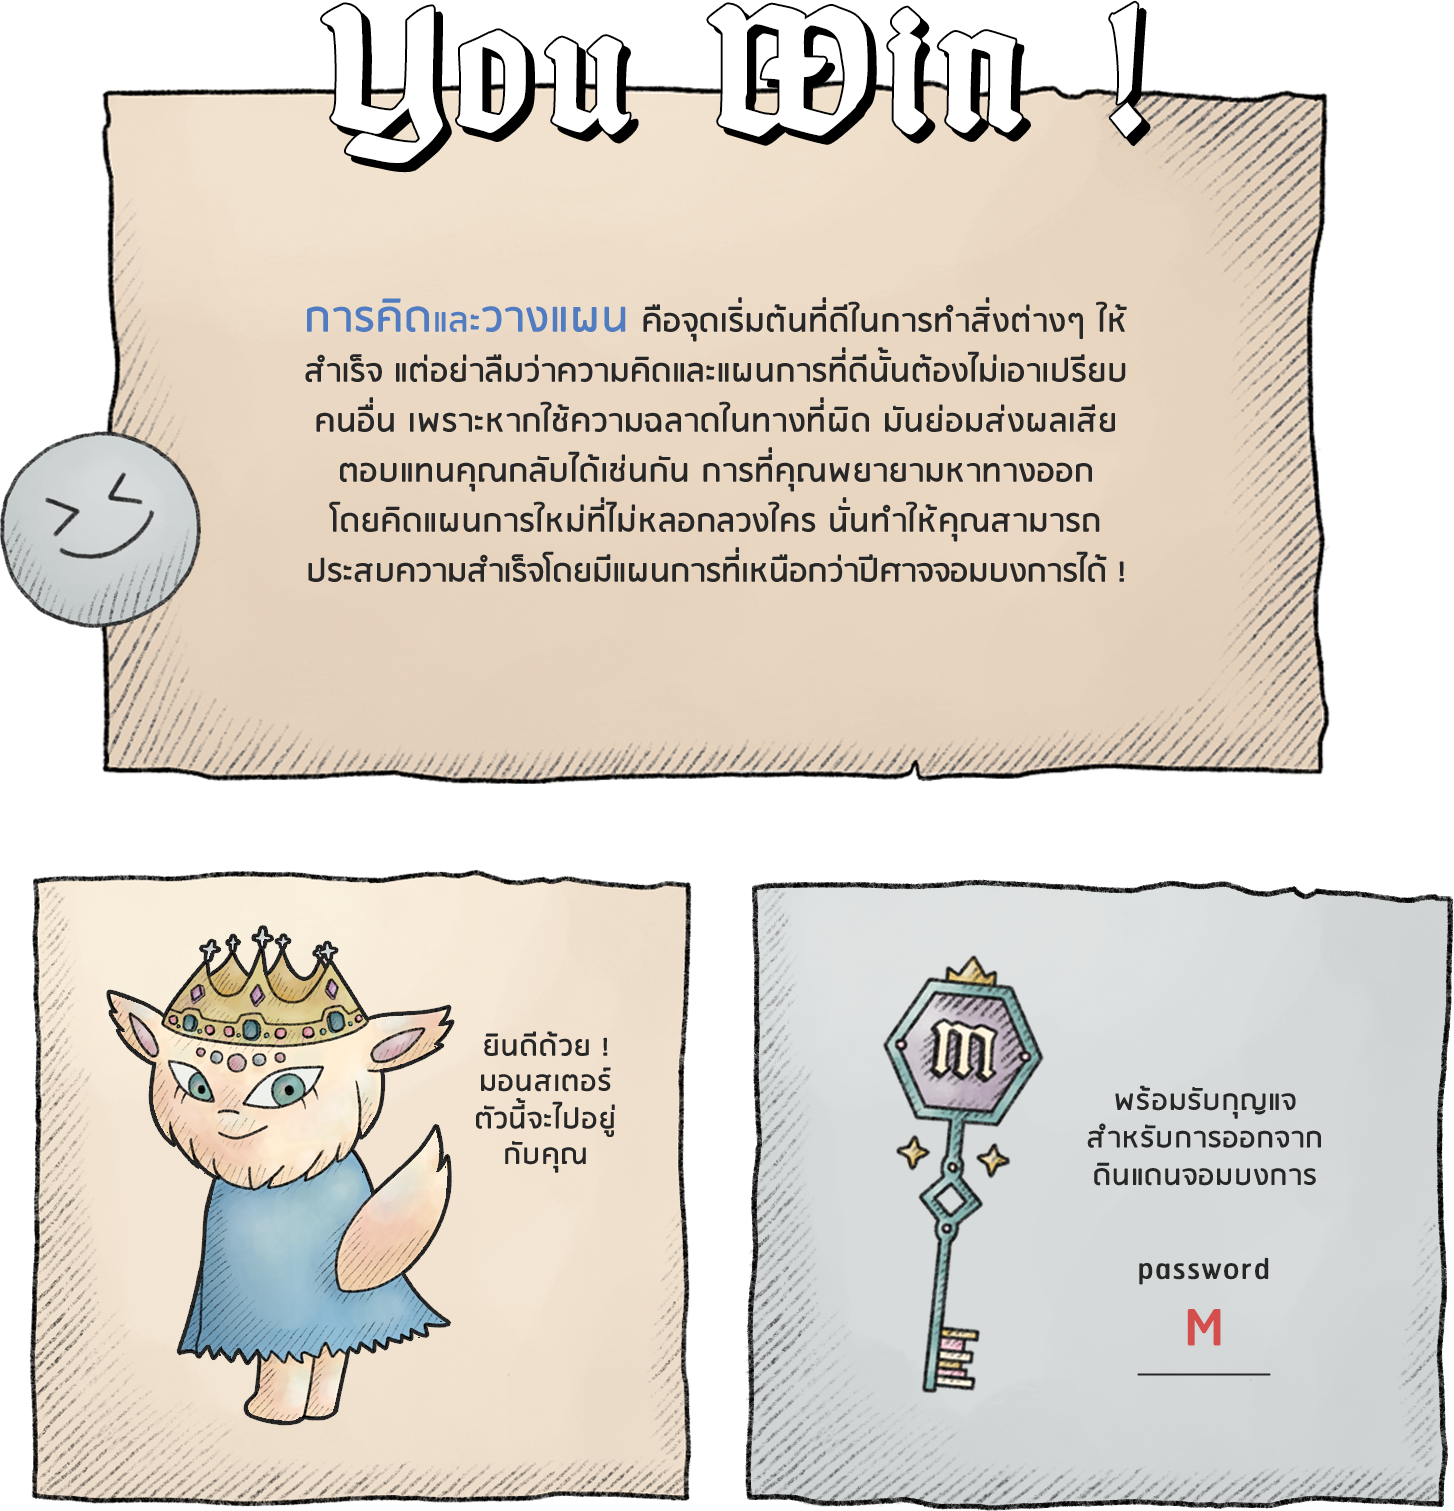 You Win !
การคิดและวางแผน คือจุดเริ่มต้นที่ดีในการทำสิ่งต่างๆ ให้
สำเร็จ แต่อย่าลืมว่าความคิดและแผนการที่ดีนั้นต้องไม่เอาเปรียบ
คนอื่น เพราะหากใช้ความฉลาดในทางที่ผิด มันย่อมส่งผลเสีย
ตอบแทนคุณกลับได้เช่นกัน การที่คุณพยายามหาทางออก
โดยคิดแผนการใหม่ที่ไม่หลอกลวงใคร นั่นทำให้คุณสามารถ
ประสบความสำเร็จโดยมีแผนการที่เหนือกว่าปีศาจจอมบงการได้ !
ยินดีด้วย !
มอนสเตอร์
ตัวนี้จะไปอยู่
กับคุณ
m
พร้อมรับกุญแจ
สำหรับการออกจาก
ดินแดนจอมบงการ
password
M